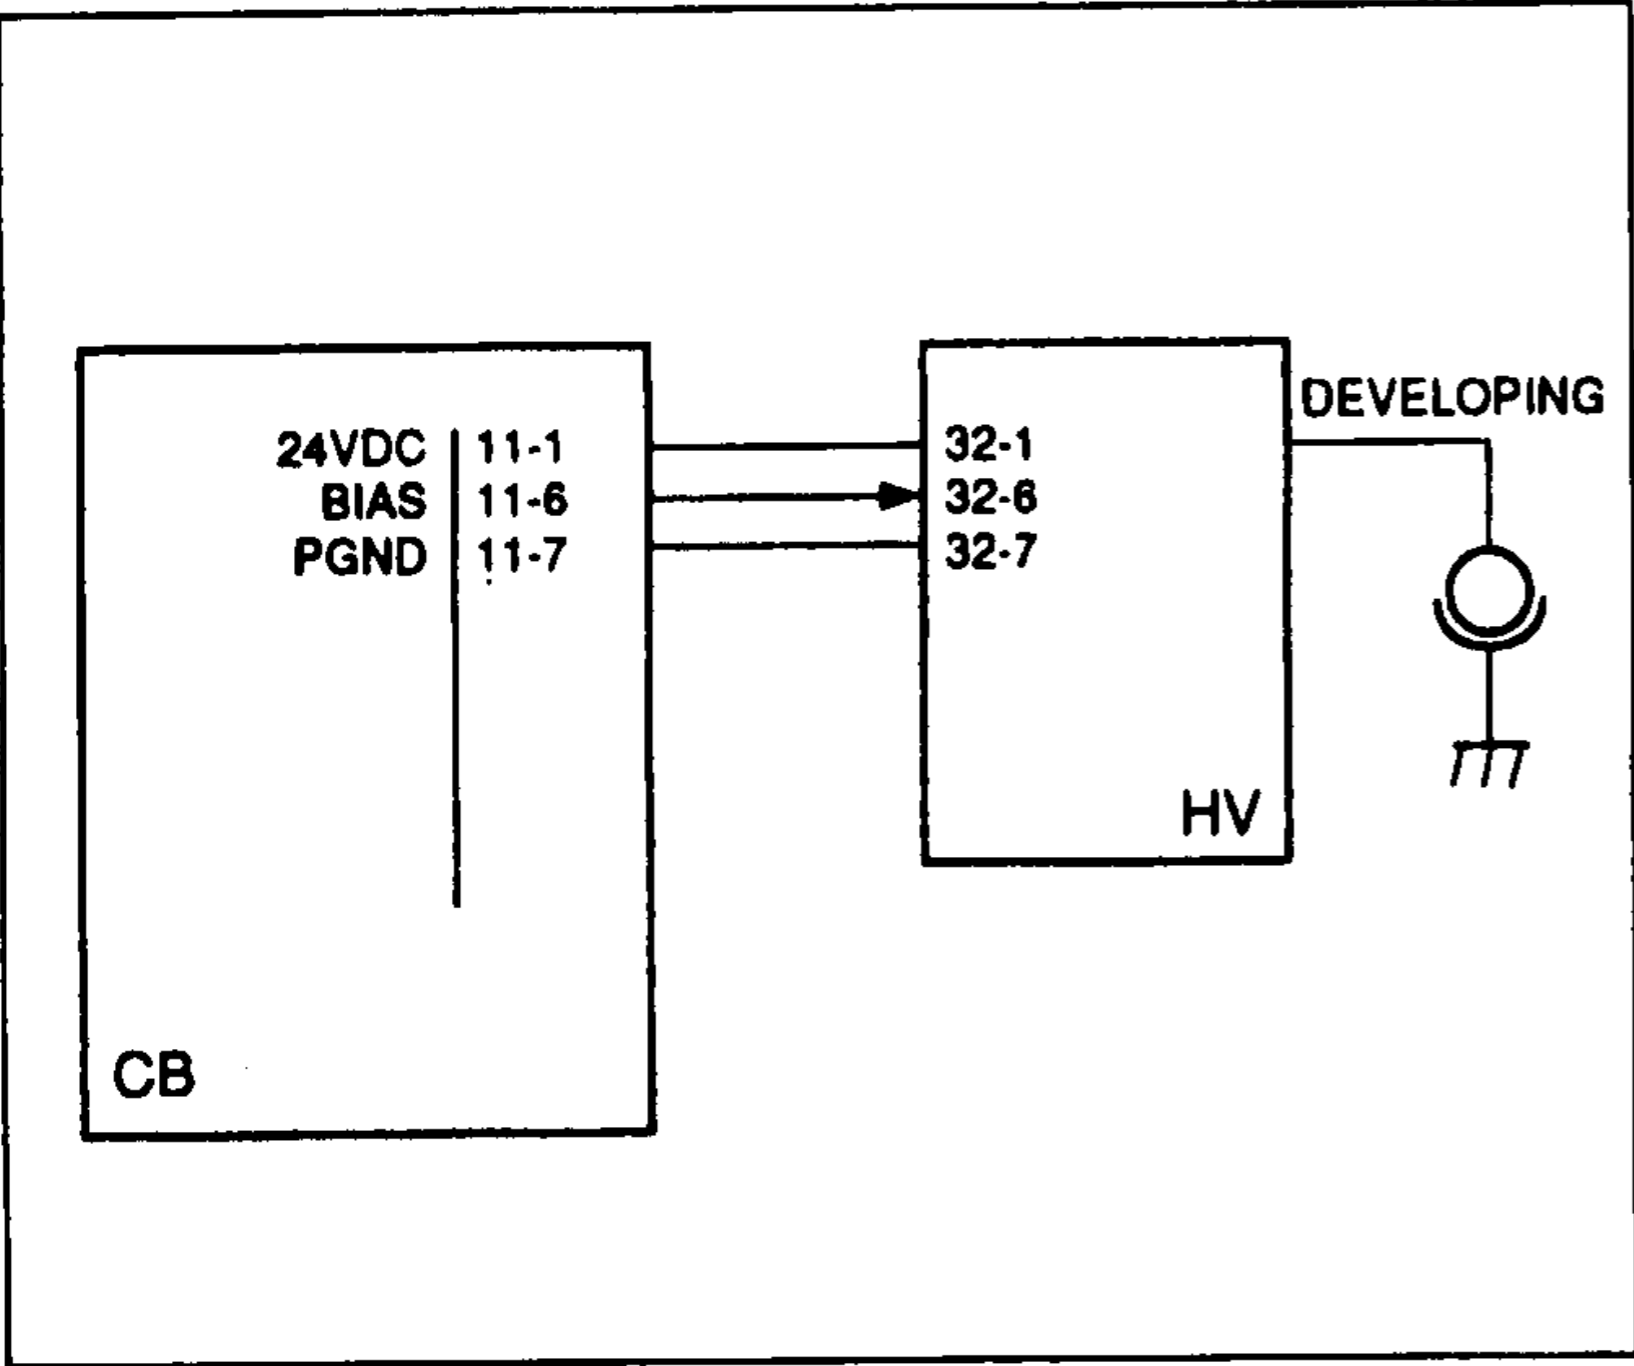 DEVELOPING
24VDC 11-1 32-1
BIAS 11-6 32-6
PGND 11-7 32-7
HV
CB